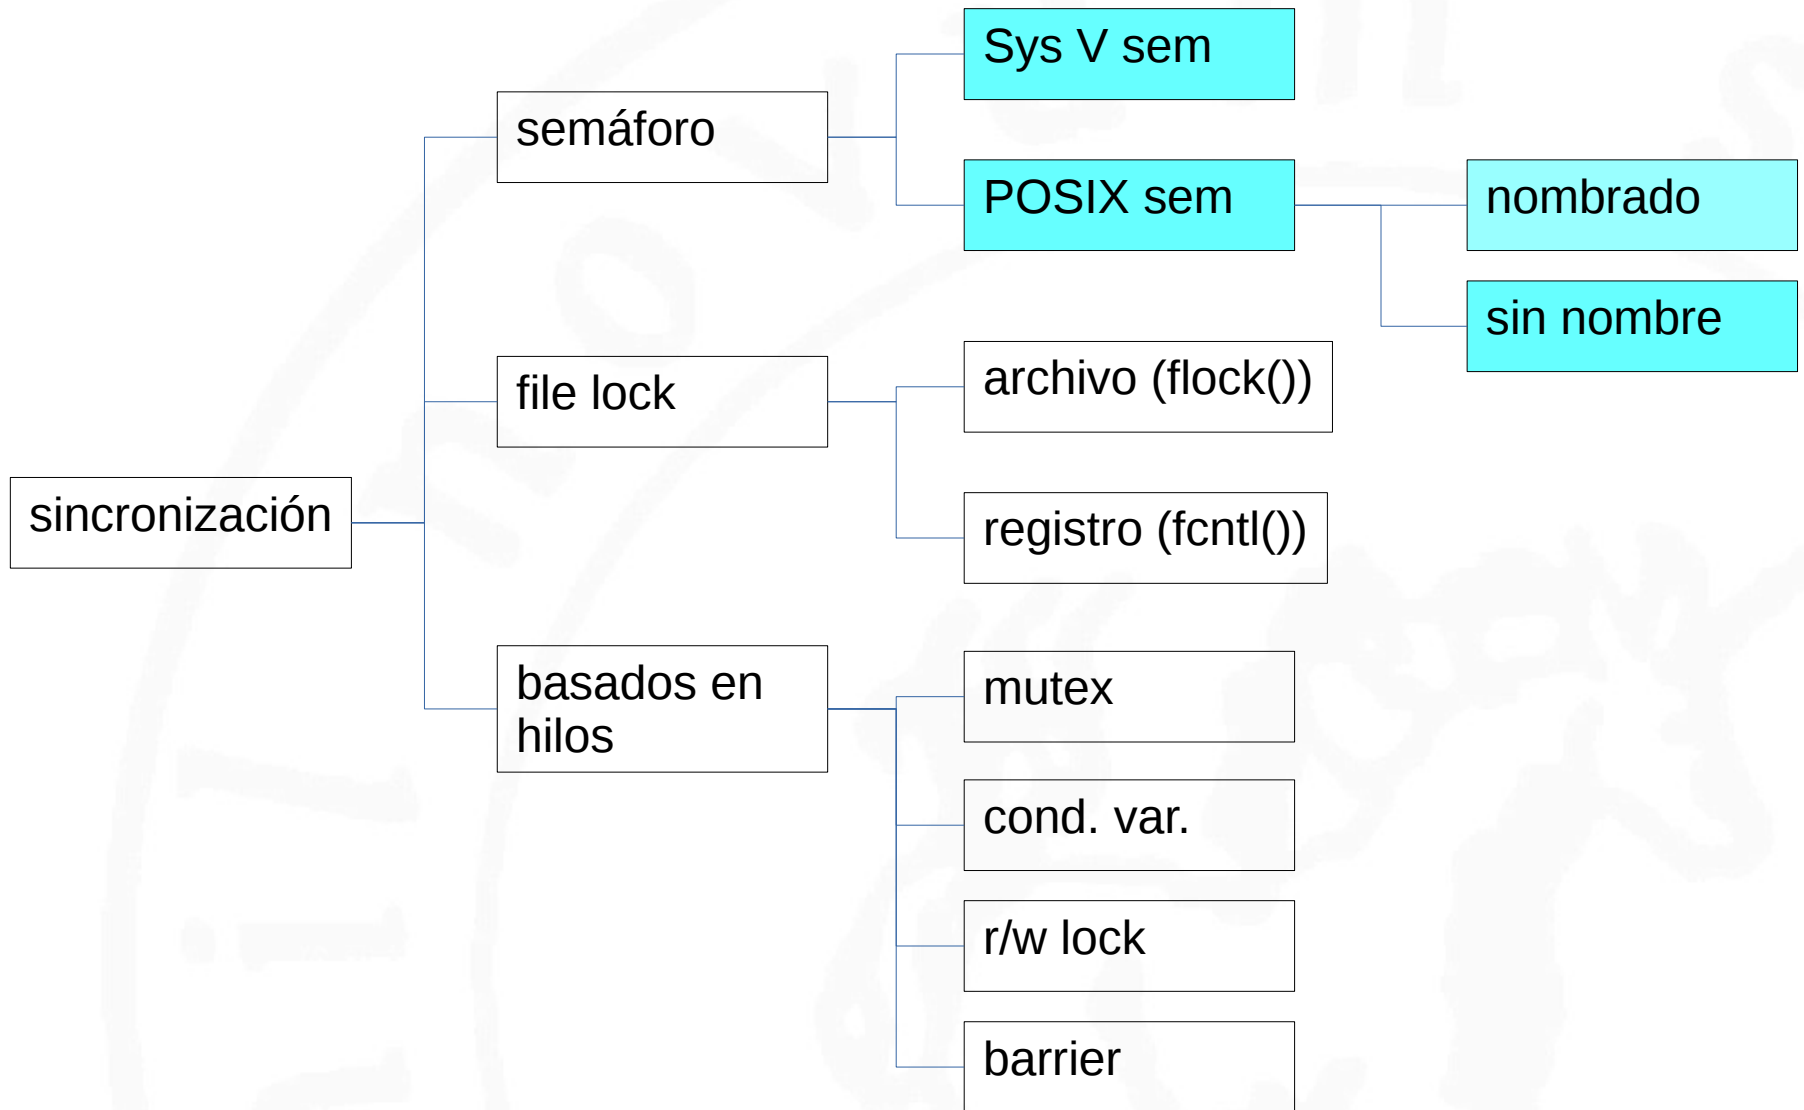 Sys V sem
semáforo
POSIX sem
nombrado
sin nombre
archivo (flock())
file lock
registro (fcntl())
sincronización
basados en
hilos
mutex
cond. var.
r/w lock
barrier